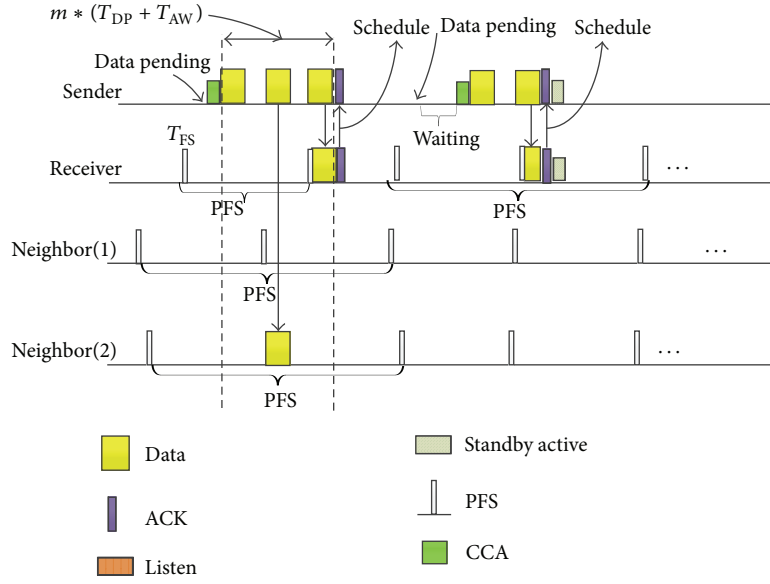 m ∗ (T_DP + T_AW)
Schedule
Data pending
Schedule
Data pending
Sender
Waiting
T_FS
Receiver
...
PFS
PFS
Neighbor(1)
...
PFS
Neighbor(2)
...
PFS
Data
Standby active
ACK
PFS
Listen
CCA